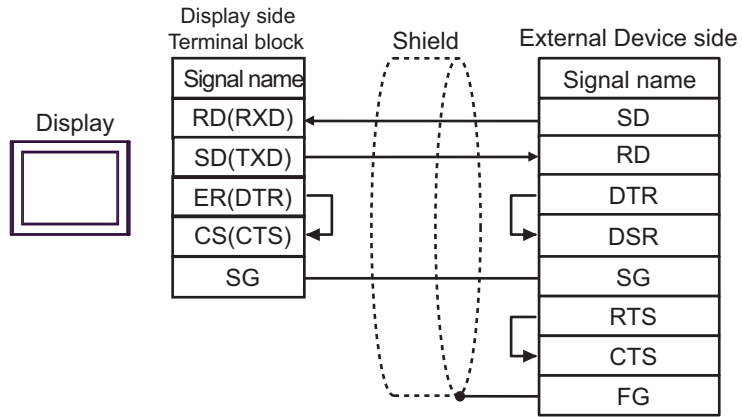 Display side
Terminal block
Shield
External Device side
Signal name
Signal name
Display
RD(RXD)
SD
SD(TXD)
RD
ER(DTR)
DTR
CS(CTS)
DSR
SG
SG
RTS
CTS
FG